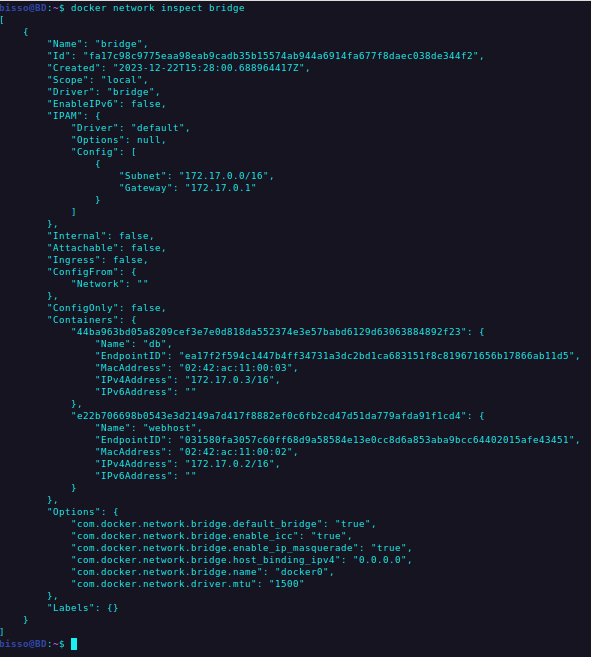 bisso@BD:~$ docker network inspect bridge
[
    {
        "Name": "bridge",
        "Id": "fa17c98c9775eaa98eab9cadb35b15574ab944a6914fa677f8daec038de344f2",
        "Created": "2023-12-22T15:28:00.688964417Z",
        "Scope": "local",
        "Driver": "bridge",
        "EnableIPv6": false,
        "IPAM": {
            "Driver": "default",
            "Options": null,
            "Config": [
                {
                    "Subnet": "172.17.0.0/16",
                    "Gateway": "172.17.0.1"
                }
            ]
        },
        "Internal": false,
        "Attachable": false,
        "Ingress": false,
        "ConfigFrom": {
            "Network": ""
        },
        "ConfigOnly": false,
        "Containers": {
            "44ba963bd05a8209cef3e7e0d818da552374e3e57babd6129d63063884892f23": {
                "Name": "db",
                "EndpointID": "ea17f2f594c1447b4ff34731a3dc2bd1ca683151f8c819671656b17866ab11d5",
                "MacAddress": "02:42:ac:11:00:03",
                "IPv4Address": "172.17.0.3/16",
                "IPv6Address": ""
            },
            "e22b706698b0543e3d2149a7d417f8882ef0c6fb2cd47d51da779afda91f1cd4": {
                "Name": "webhost",
                "EndpointID": "031580fa3057c60ff68d9a58584e13e0cc8d6a853aba9bcc64402015afe43451",
                "MacAddress": "02:42:ac:11:00:02",
                "IPv4Address": "172.17.0.2/16",
                "IPv6Address": ""
            }
        },
        "Options": {
            "com.docker.network.bridge.default_bridge": "true",
            "com.docker.network.bridge.enable_icc": "true",
            "com.docker.network.bridge.enable_ip_masquerade": "true",
            "com.docker.network.bridge.host_binding_ipv4": "0.0.0.0",
            "com.docker.network.bridge.name": "docker0",
            "com.docker.network.driver.mtu": "1500"
        },
        "Labels": {}
    }
]
bisso@BD:~$